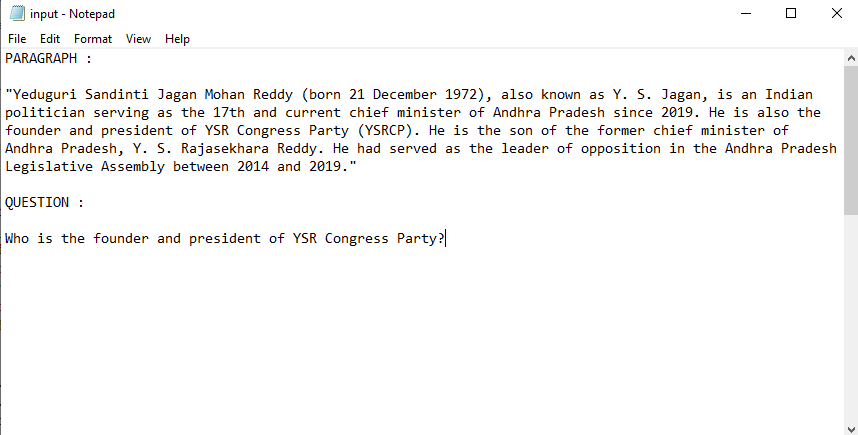 input - Notepad
File Edit Format View Help
PARAGRAPH :
"Yeduguri Sandinti Jagan Mohan Reddy (born 21 December 1972), also known as Y. S. Jagan, is an Indian
politician serving as the 17th and current chief minister of Andhra Pradesh since 2019. He is also the
founder and president of YSR Congress Party (YSRCP). He is the son of the former chief minister of
Andhra Pradesh, Y. S. Rajasekhara Reddy. He had served as the leader of opposition in the Andhra Pradesh
Legislative Assembly between 2014 and 2019."
QUESTION :
Who is the founder and president of YSR Congress Party?